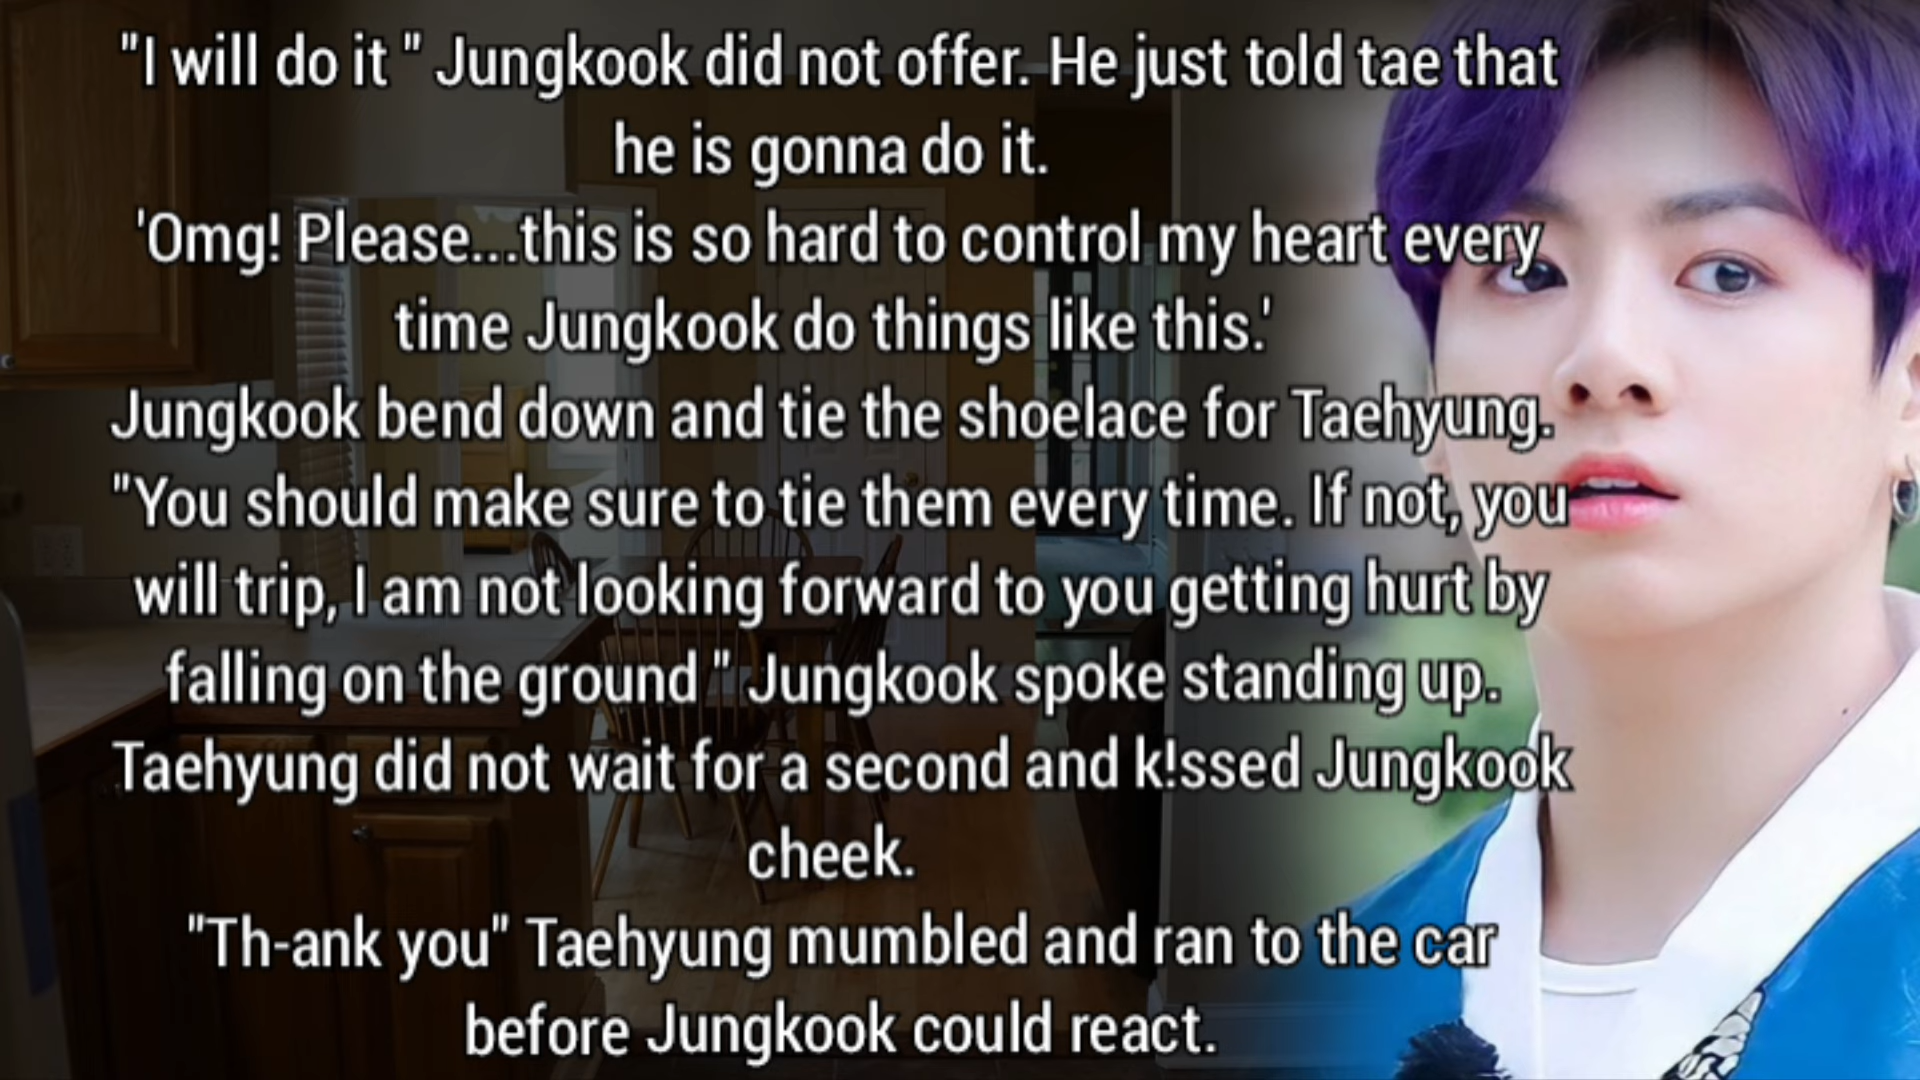 "I will do it " Jungkook did not offer. He just told tae that
he is gonna do it.
'Omg! Please...this is so hard to control my heart every
time Jungkook do things like this.'
Jungkook bend down and tie the shoelace for Taehyung.
"You should make sure to tie them every time. If not, you
will trip, I am not looking forward to you getting hurt by
falling on the ground " Jungkook spoke standing up.
Taehyung did not wait for a second and k!ssed Jungkook
cheek.
"Th-ank you" Taehyung mumbled and ran to the car
before Jungkook could react.